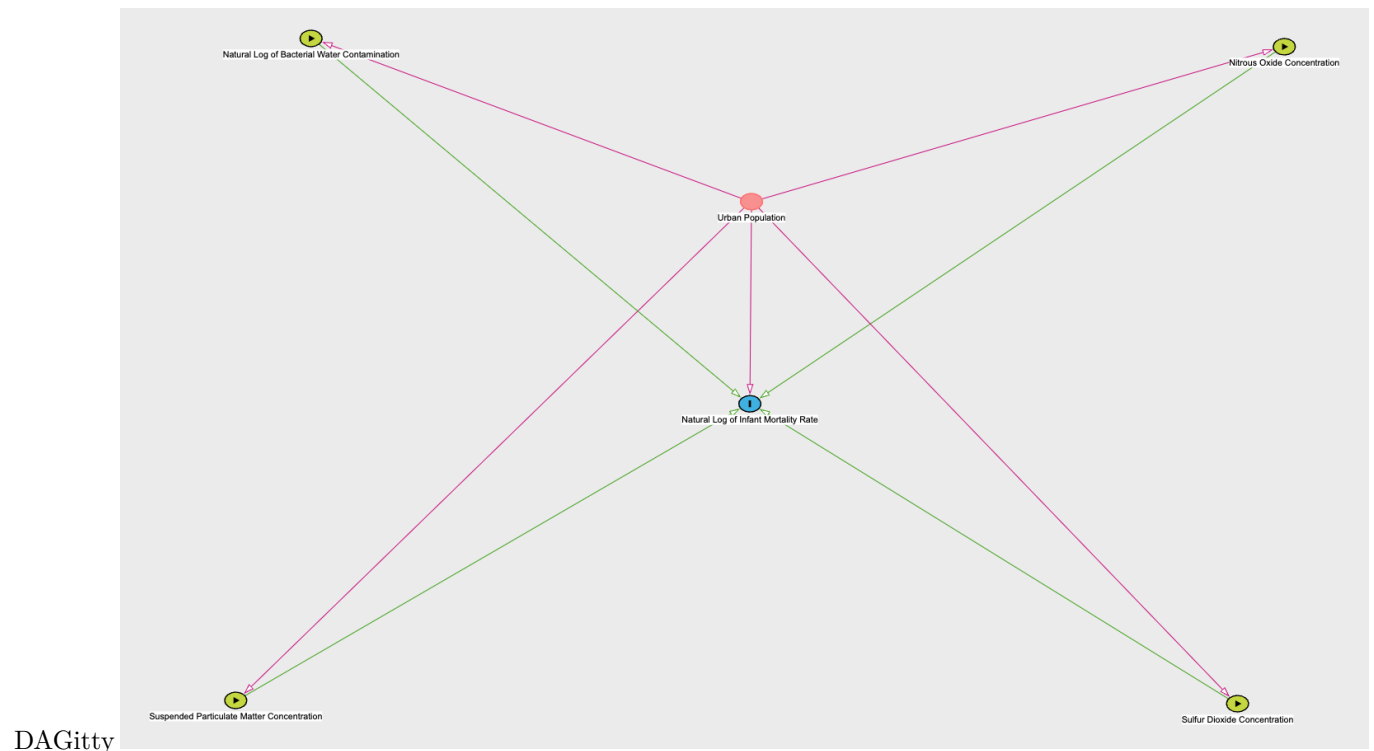 Natural Log of Bacterial Water Contamination
Nitrous Oxide Concentration
Urban Population
Natural Log of Infant Mortality Rate
Suspended Particulate Matter Concentration
Sulfur Dioxide Concentration
DAGitty